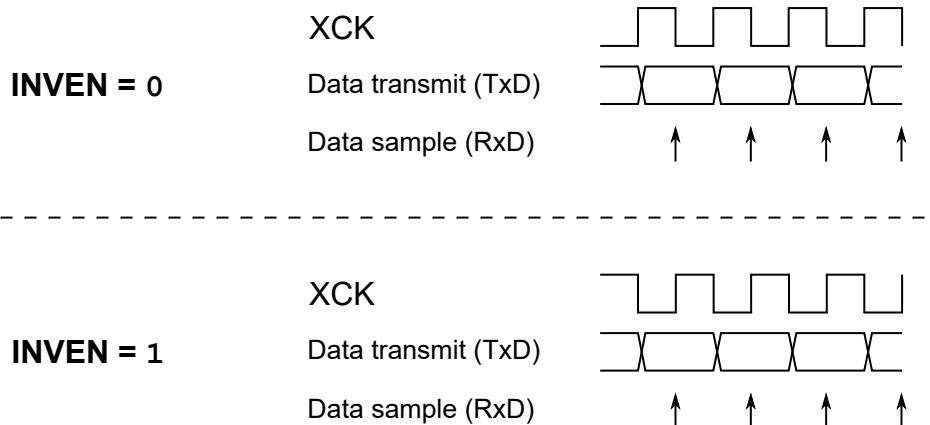 XCK
INVEN = 0
Data transmit (TxD)
Data sample (RxD)
XCK
INVEN = 1
Data transmit (TxD)
Data sample (RxD)